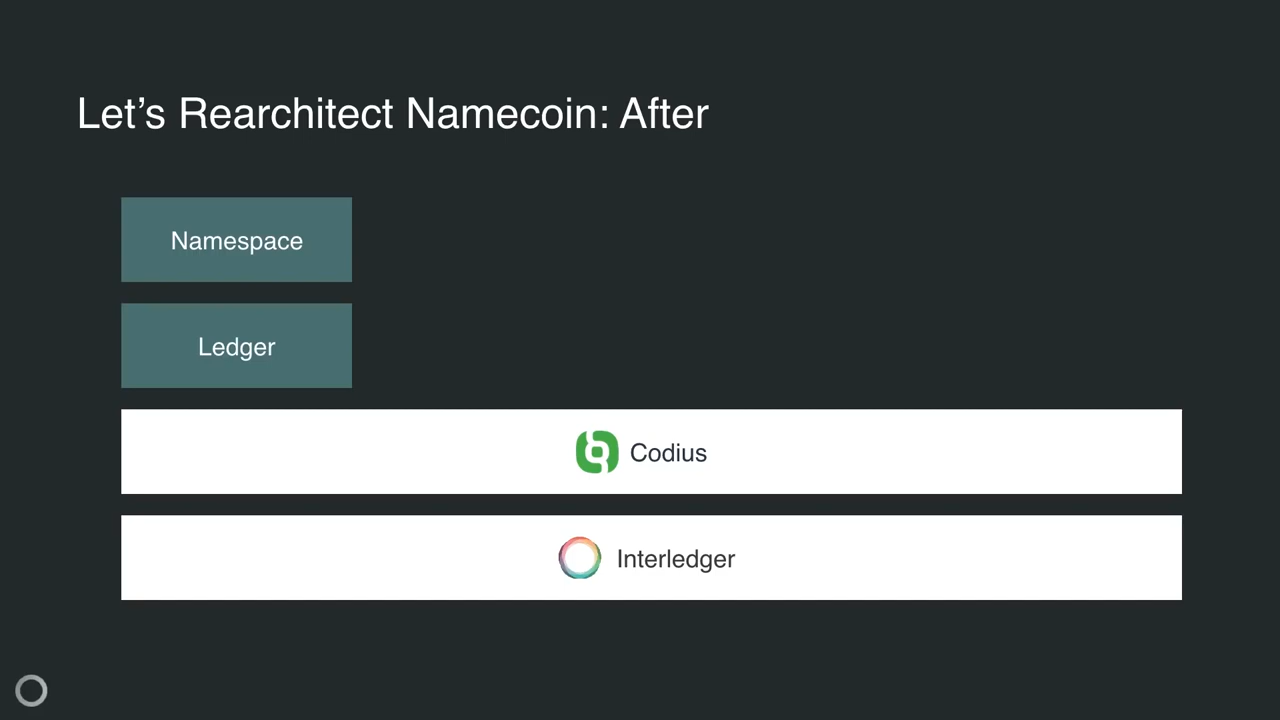 Let’s Rearchitect Namecoin: After
Namespace
Ledger
Codius
Interledger